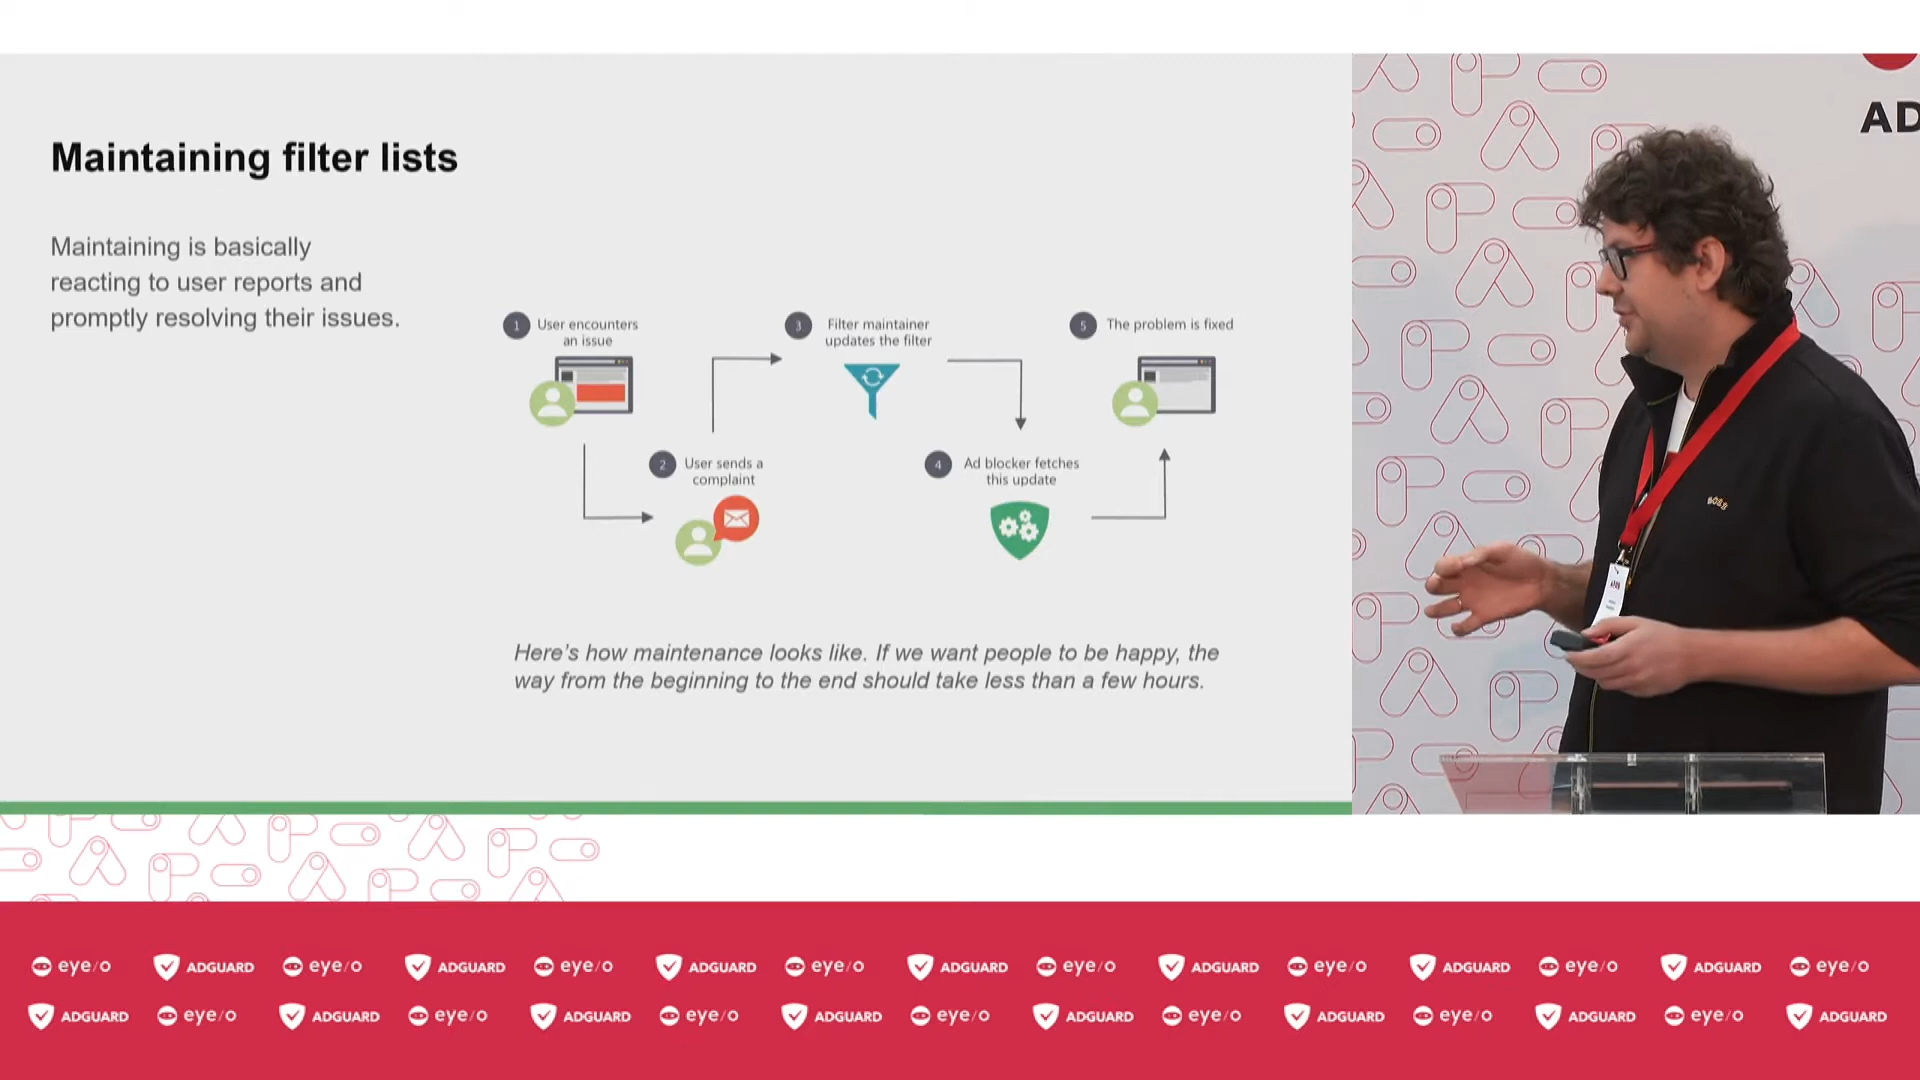 Maintaining filter lists
Maintaining is basically
reacting to user reports and
promptly resolving their issues.
1 User encounters
an issue
2 User sends a
complaint
3 Filter maintainer
updates the filter
4 Ad blocker fetches
this update
5 The problem is fixed
Here's how maintenance looks like. If we want people to be happy, the
way from the beginning to the end should take less than a few hours.
AD
BOSS
eye/o ADGUARD eye/o ADGUARD eye/o ADGUARD eye/o ADGUARD eye/o ADGUARD eye/o ADGUARD eye/o ADGUARD eye/o
ADGUARD eye/o ADGUARD eye/o ADGUARD eye/o ADGUARD eye/o ADGUARD eye/o ADGUARD eye/o ADGUARD eye/o ADGUARD